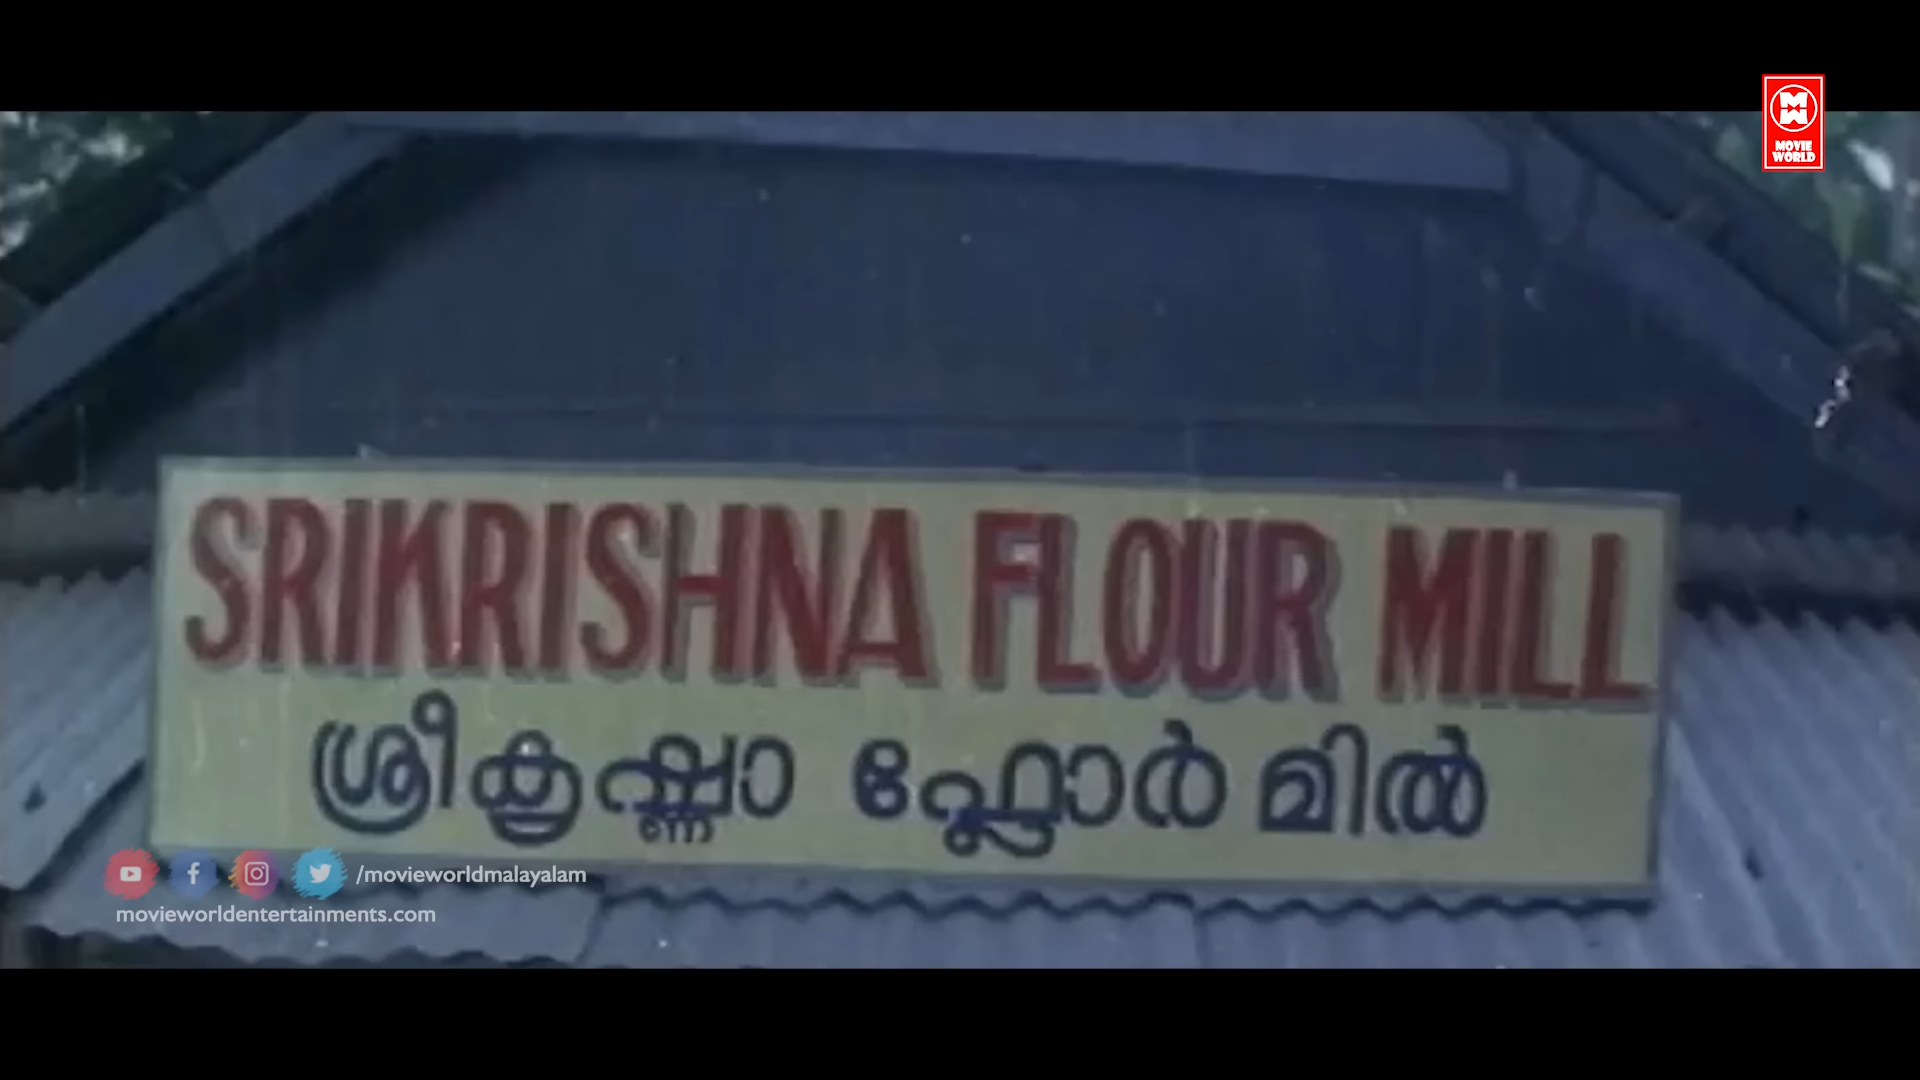 MOVIE
WORLD
SRIKRISHNA FLOUR MILL
ശ്രീകൃഷ്ണാ ഫ്ലോർ മിൽ
/movieworldmalayalam
movieworldentertainments.com